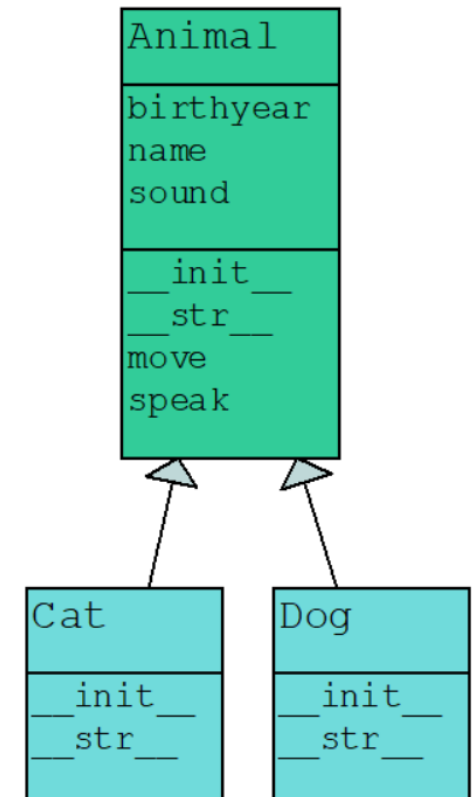 Animal
birthyear
name
sound
__init__
__str__
move
speak
Cat
__init__
__str__
Dog
__init__
__str__